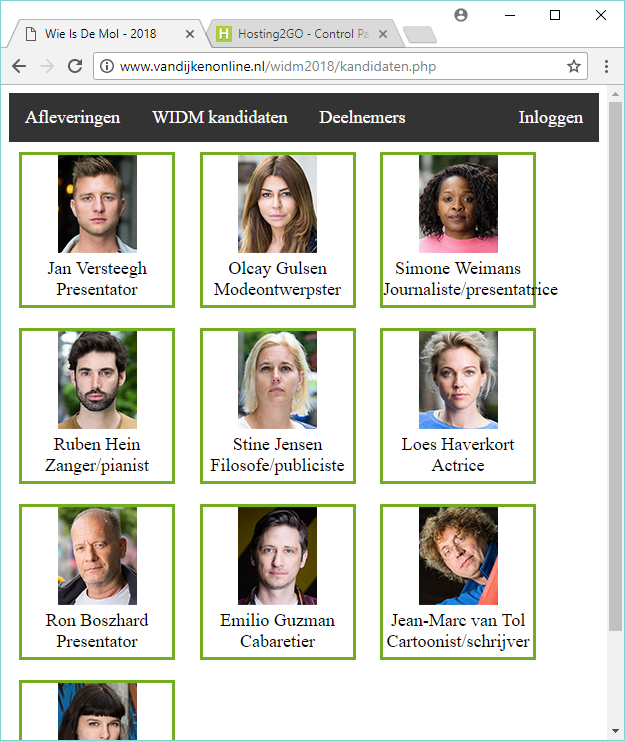 Wie Is De Mol - 2018
Hosting2GO - Control Pa
www.vandijkenonline.nl/widm2018/kandidaten.php
Afleveringen WIDM kandidaten Deelnemers Inloggen
Jan Versteegh
Presentator
Olcay Gulsen
Modeontwerpster
Simone Weimans
Journaliste/presentatrice
Ruben Hein
Zanger/pianist
Stine Jensen
Filosofe/publiciste
Loes Haverkort
Actrice
Ron Boszhard
Presentator
Emilio Guzman
Cabaretier
Jean-Marc van Tol
Cartoonist/schrijver